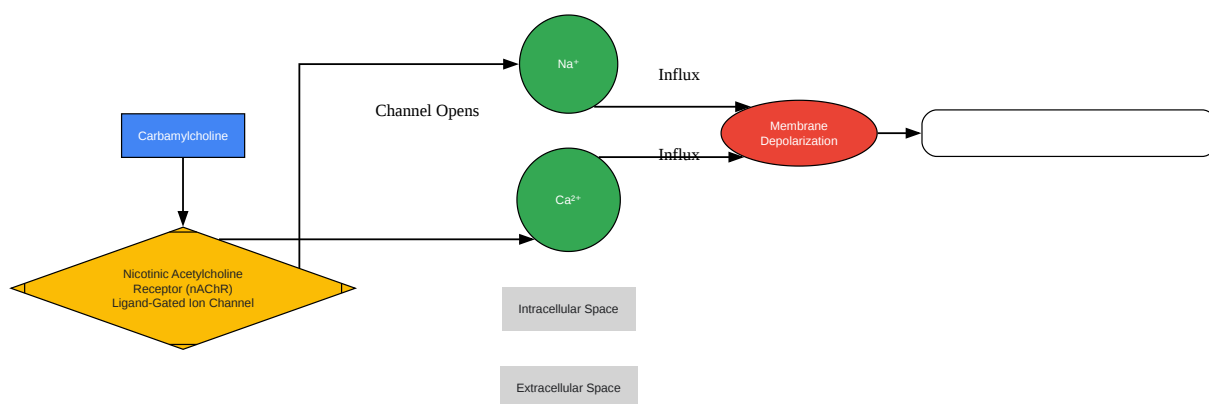 Na⁺
Influx
Channel Opens
Carbamylcholine
Membrane
Depolarization
Influx
Ca²⁺
Nicotinic Acetylcholine
Receptor (nAChR)
Ligand-Gated Ion Channel
Intracellular Space
Extracellular Space